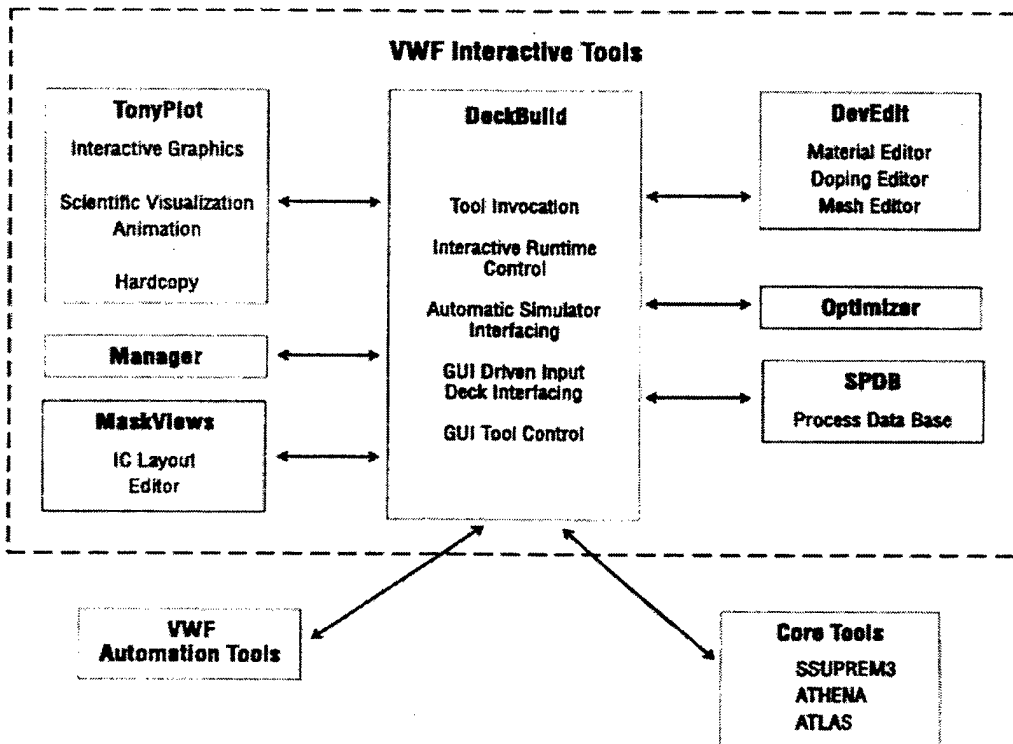 VWF Interactive Tools
TonyPlot
Interactive Graphics
Scientific Visualization
Animation
Hardcopy
Manager
MaskViews
IC Layout
Editor
DeckBuild
Tool Invocation
Interactive Runtime
Control
Automatic Simulator
Interfacing
GUI Driven Input
Deck Interfacing
GUI Tool Control
DevEdit
Material Editor
Doping Editor
Mesh Editor
Optimizer
SPDB
Process Data Base
VWF
Automation Tools
Core Tools
SSUPREM3
ATHENA
ATLAS